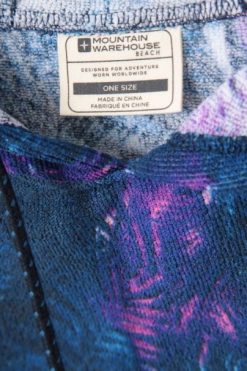 MOUNTAIN
WAREHOUSE
BEACH
DESIGNED FOR ADVENTURE
WORN WORLDWIDE
ONE SIZE
MADE IN CHINA
FABRIQUÉ EN CHINE